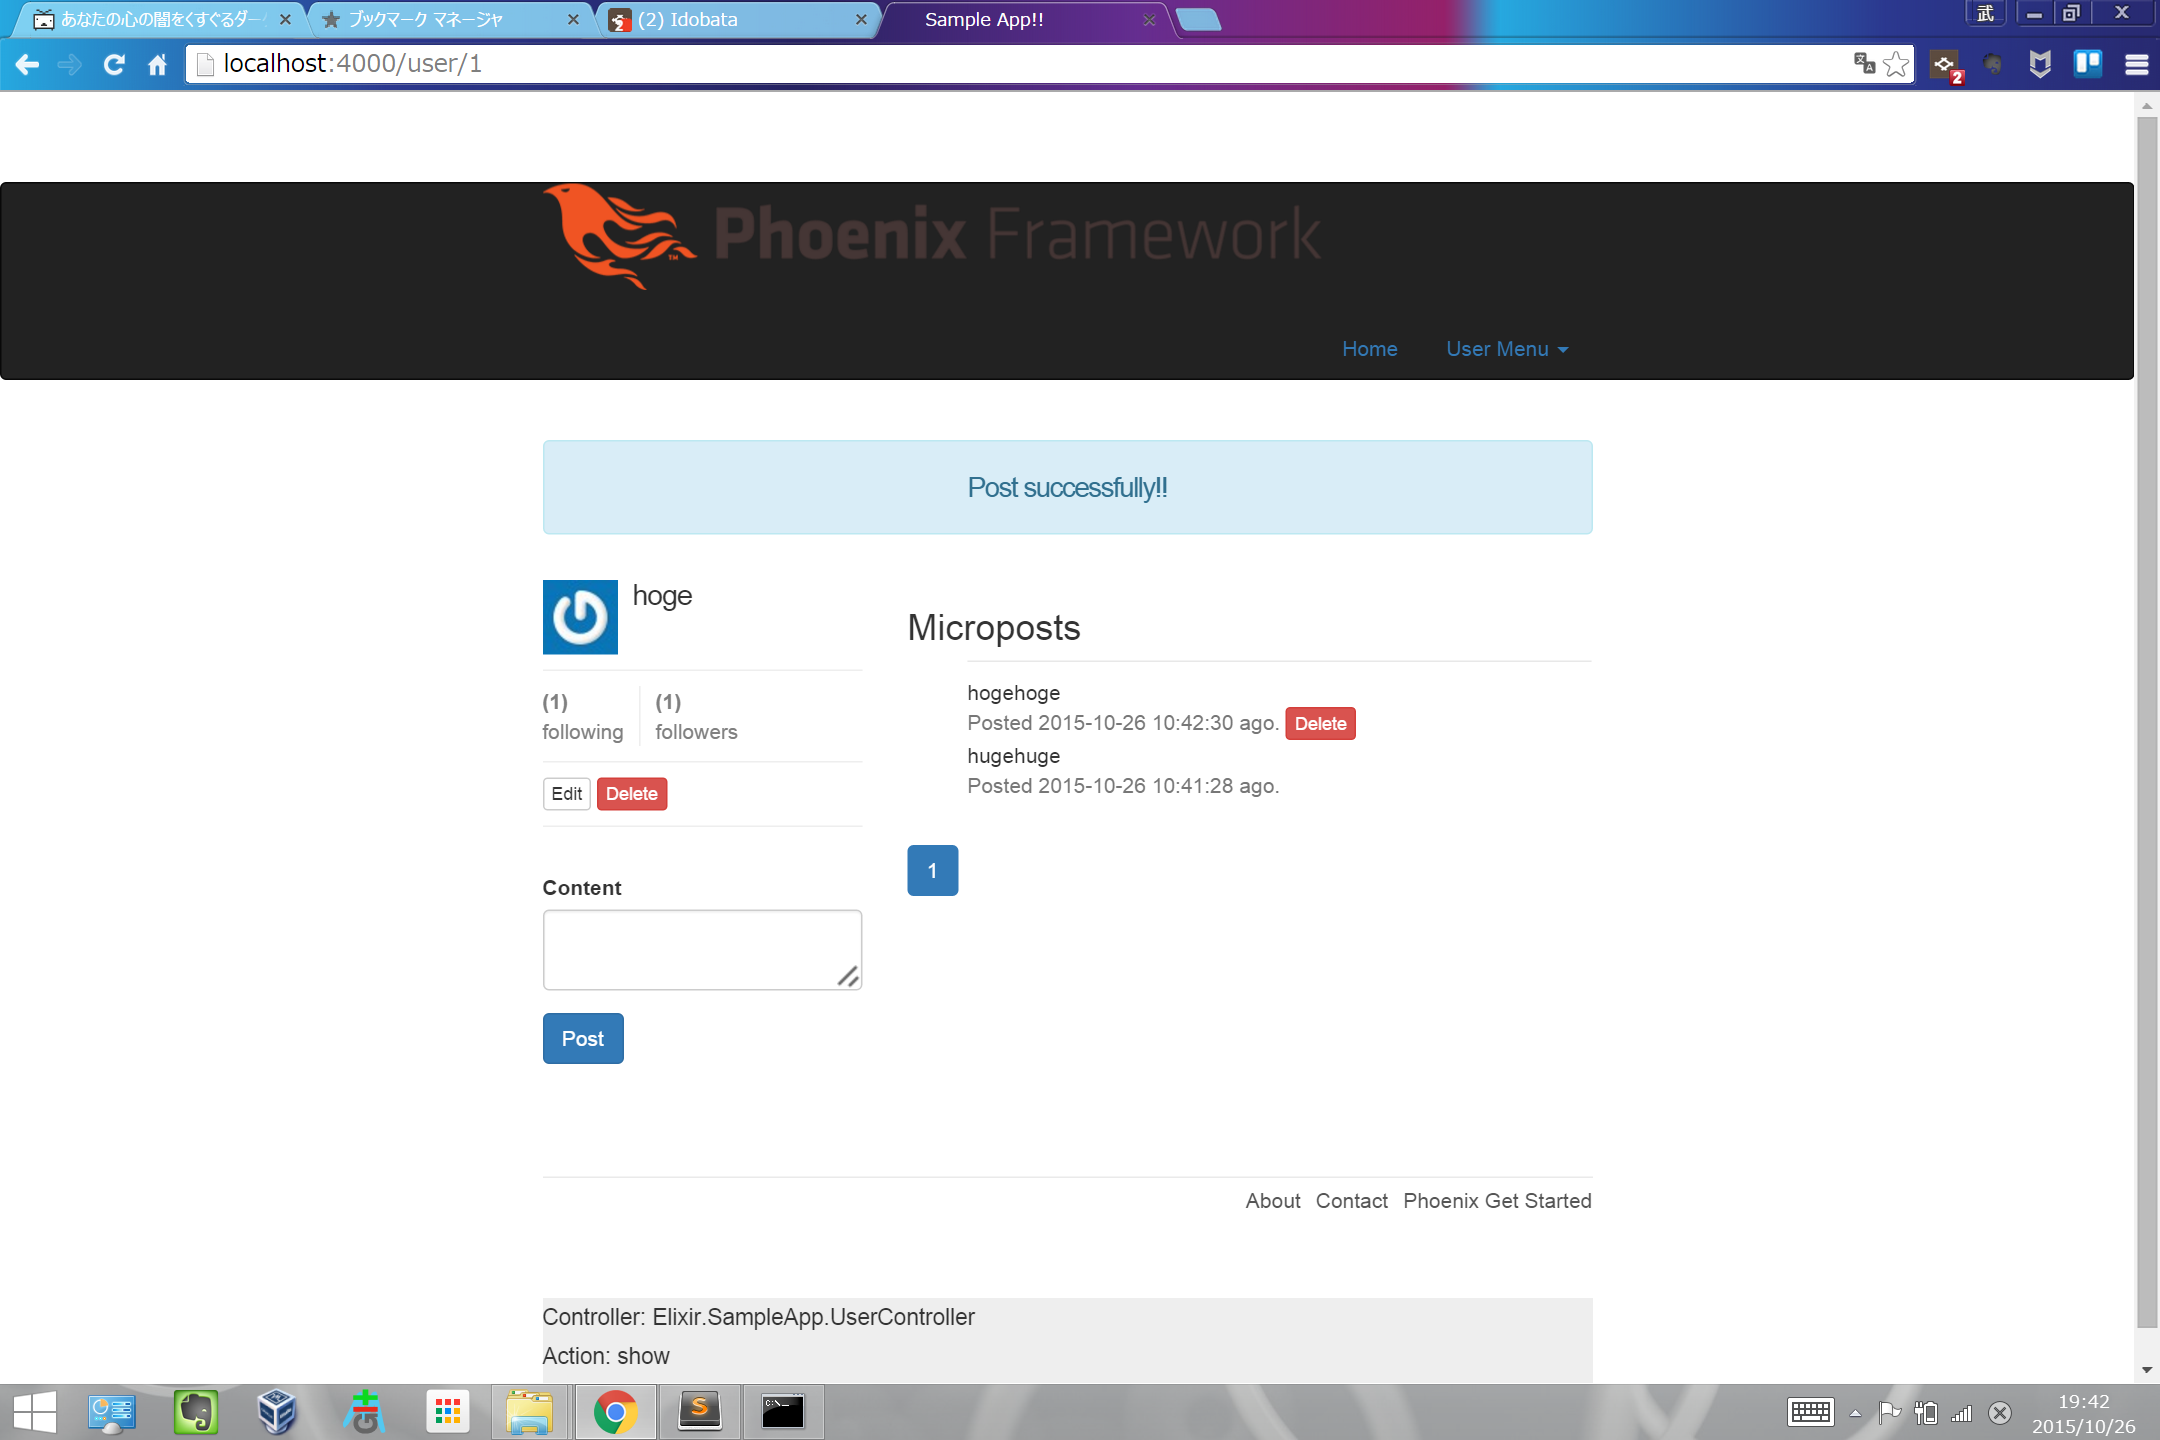 あなたの心の闇をくすぐるダー
ブックマーク マネージャ
(2) Idobata
Sample App!!
武
localhost:4000/user/1
2
Phoenix Framework
TM
Home
User Menu
Post successfully!!
hoge
Microposts
(1)
following
(1)
followers
Edit
Delete
hogehoge
Posted 2015-10-26 10:42:30 ago.
Delete
hugehuge
Posted 2015-10-26 10:41:28 ago.
1
Content
Post
About
Contact
Phoenix Get Started
Controller: Elixir.SampleApp.UserController
Action: show
19:42
2015/10/26